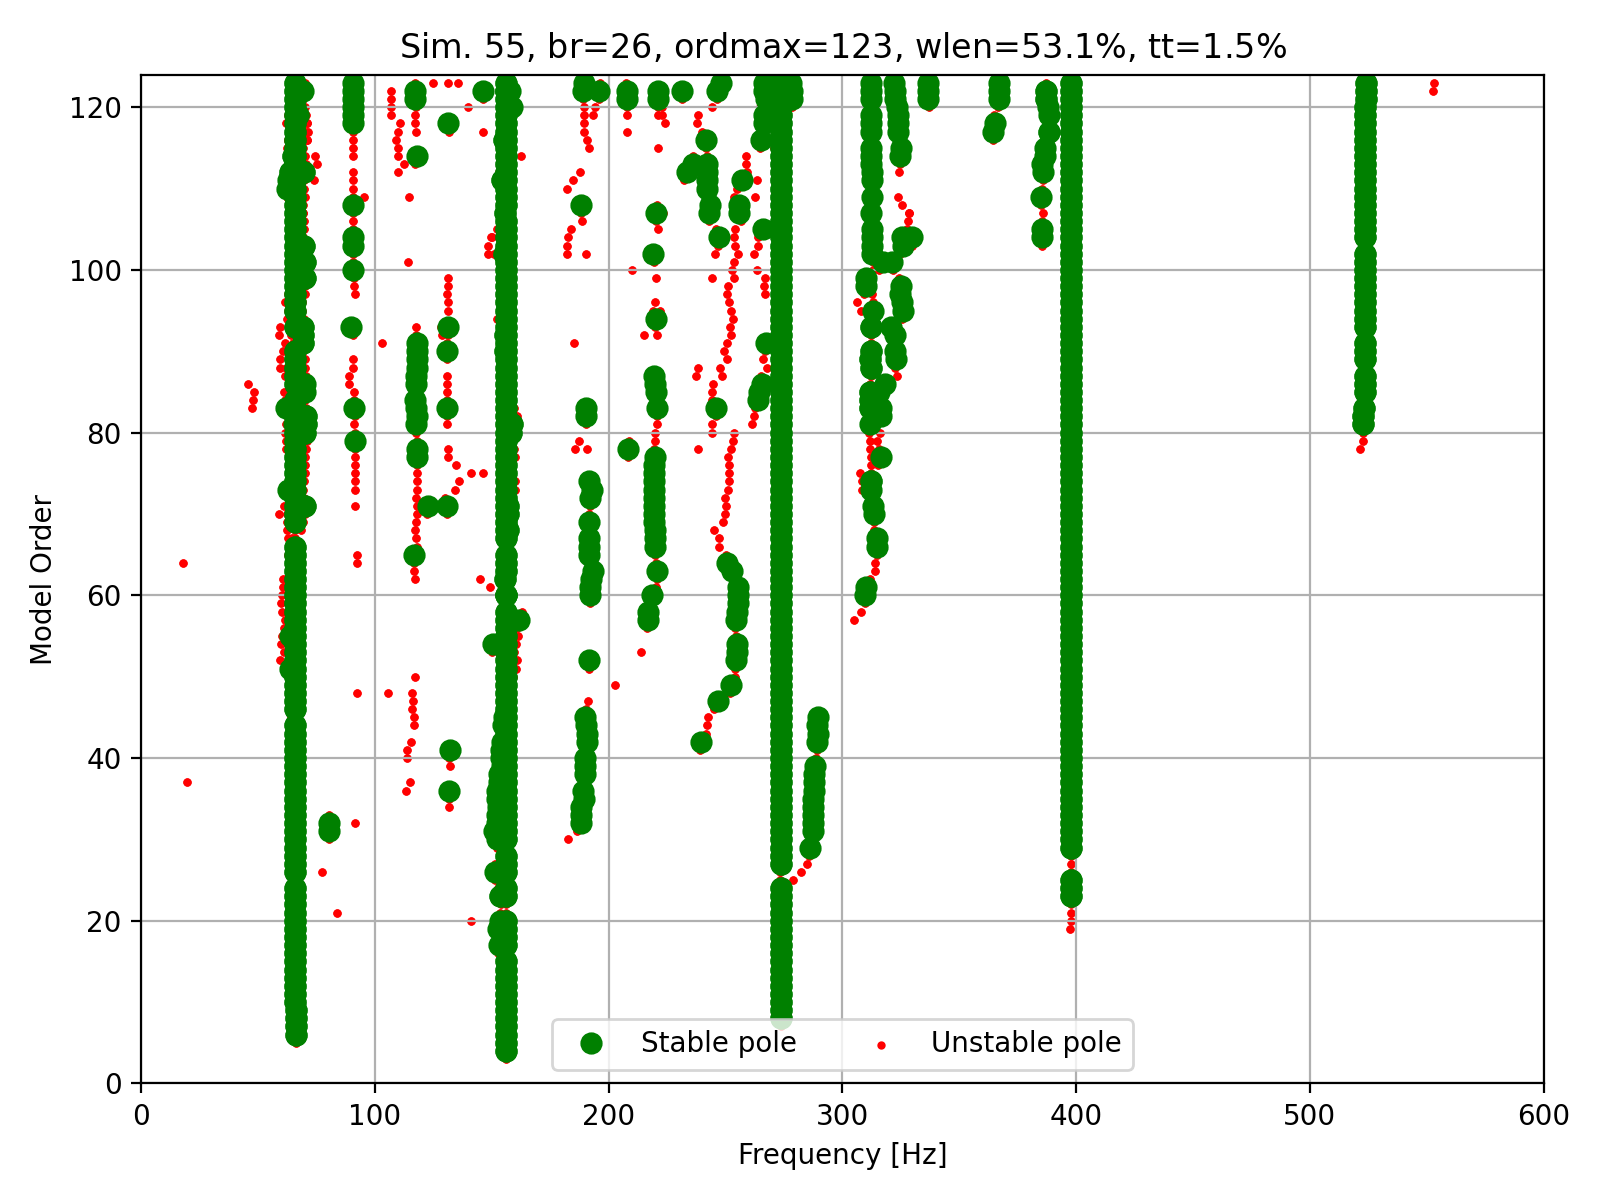 Sim. 55, br=26, ordmax=123, wlen=53.1%, tt=1.5%
120
100
80
60
40
20
0
Model Order
Stable pole
Unstable pole
0
100
200
300
400
500
600
Frequency [Hz]